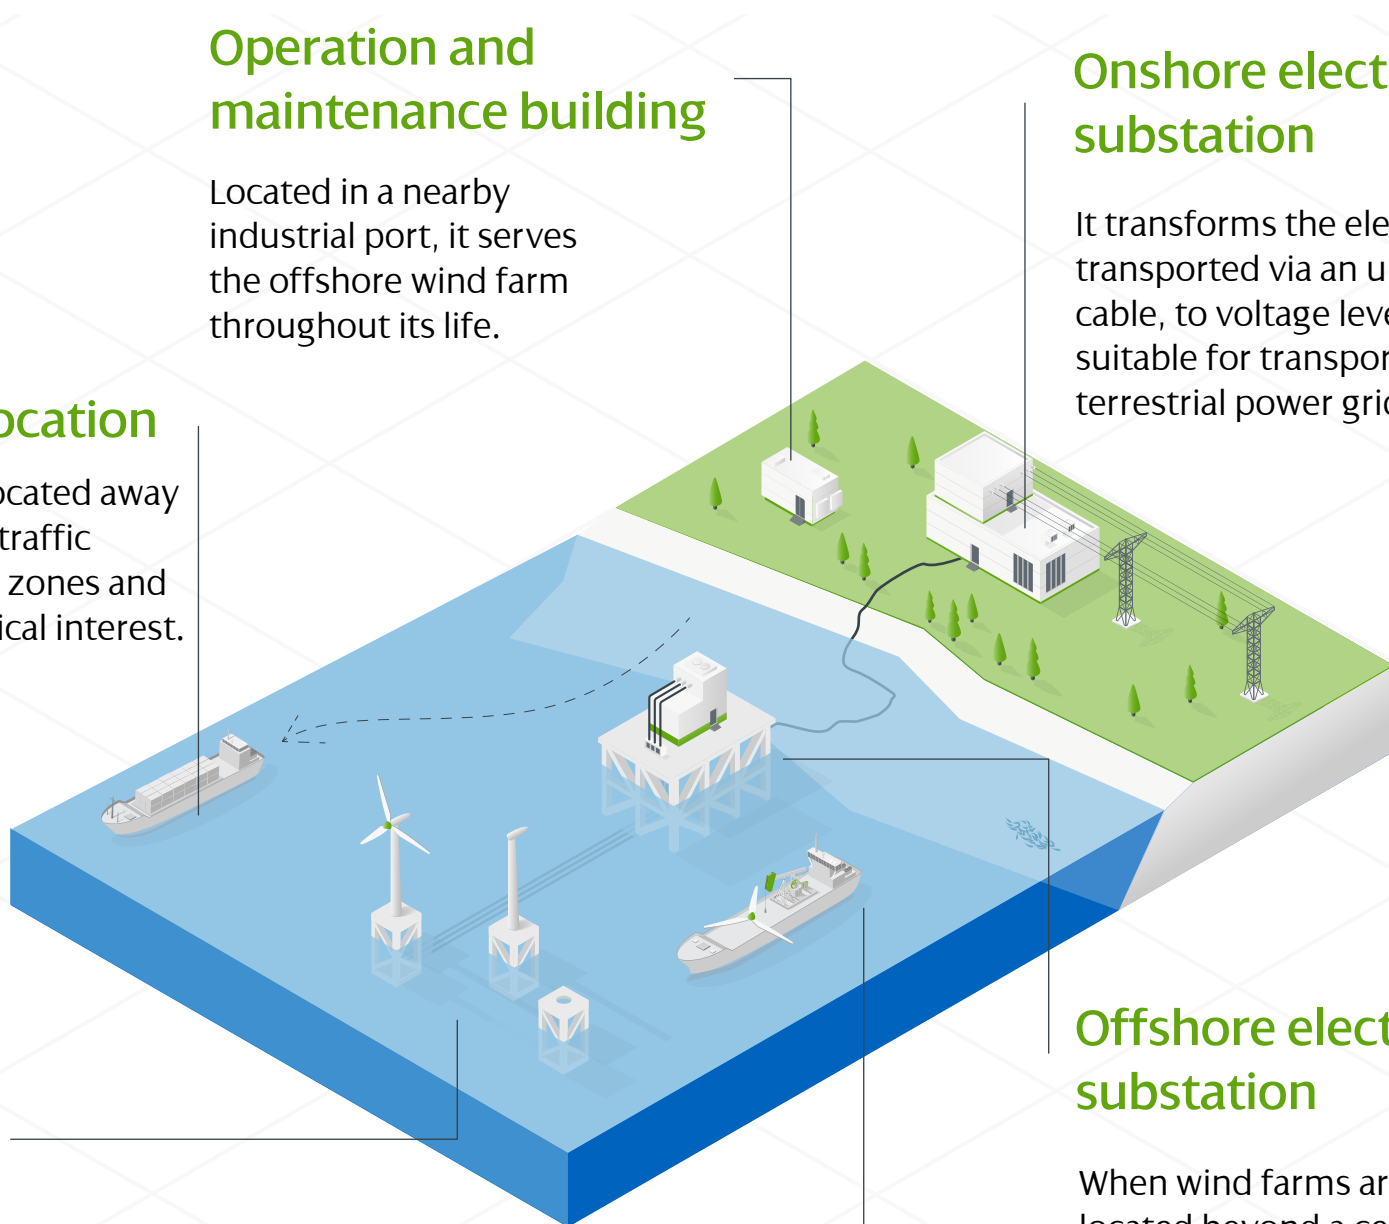 Operation and
maintenance building
Located in a nearby
industrial port, it serves
the offshore wind farm
throughout its life.
Onshore elect
substation
It transforms the ele
transported via an u
cable, to voltage leve
suitable for transpor
terrestrial power grid
ocation
ocated away
traffic
zones and
ical interest.
Offshore elect
substation
When wind farms ar